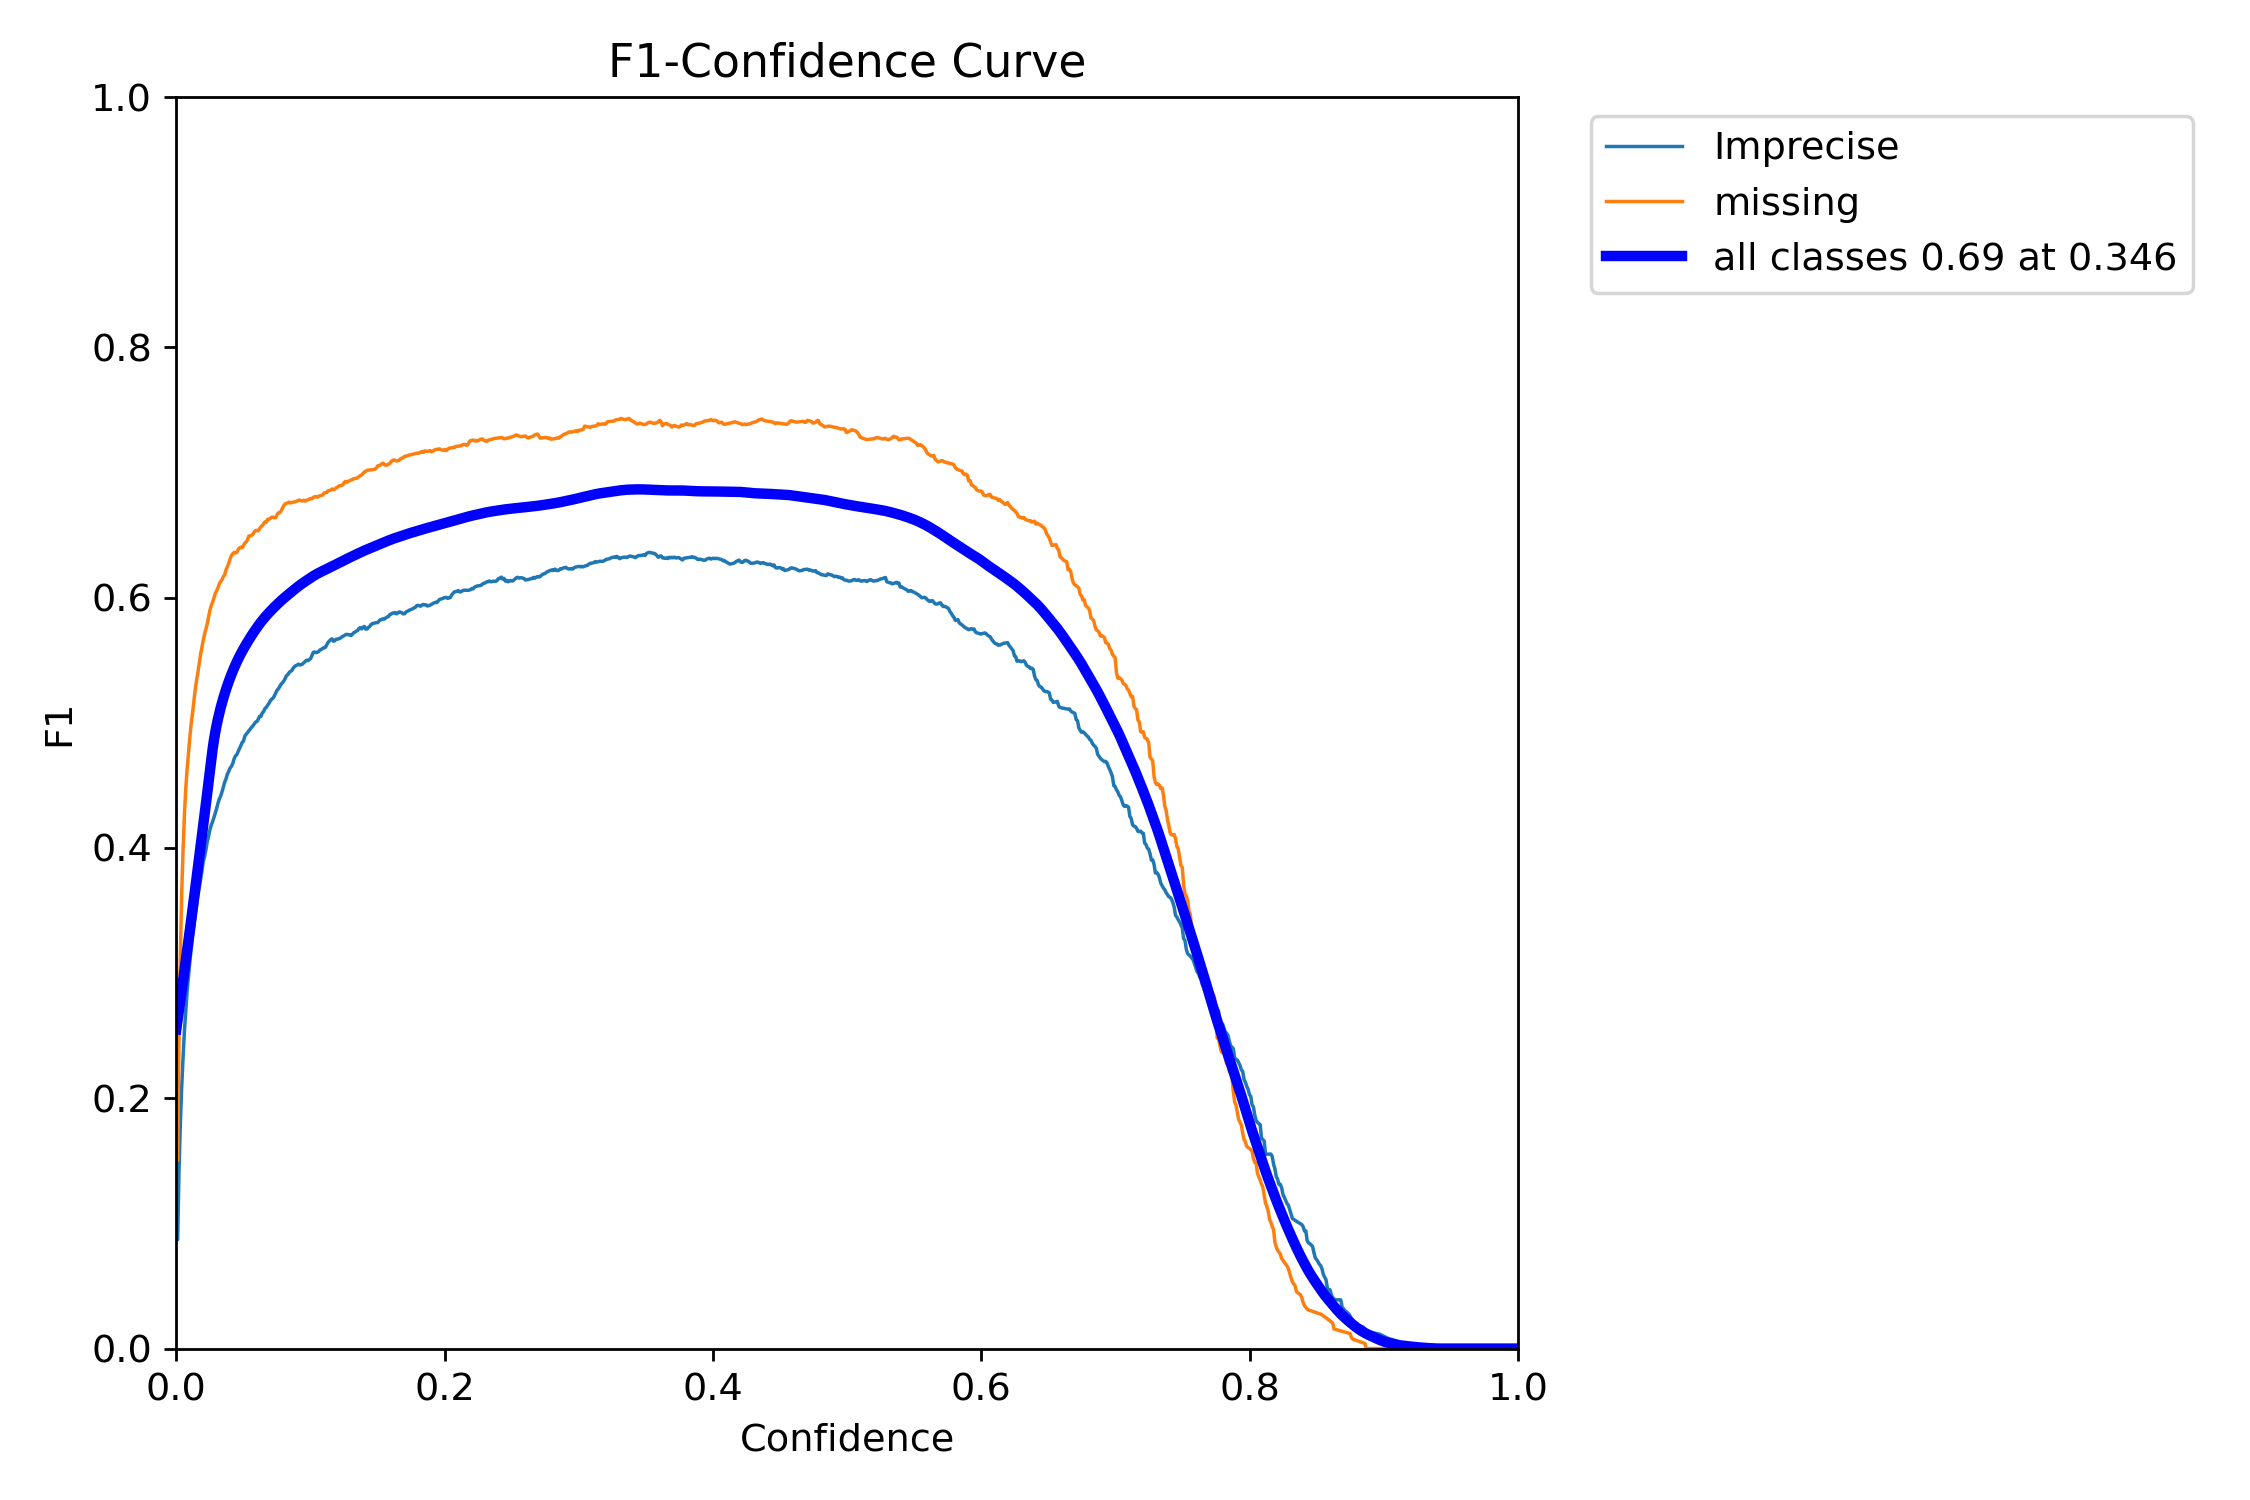 F1-Confidence Curve
1.0
0.8
0.6
0.4
0.2
0.0
F1
0.0 0.2 0.4 0.6 0.8 1.0
Confidence
Imprecise
missing
all classes 0.69 at 0.346